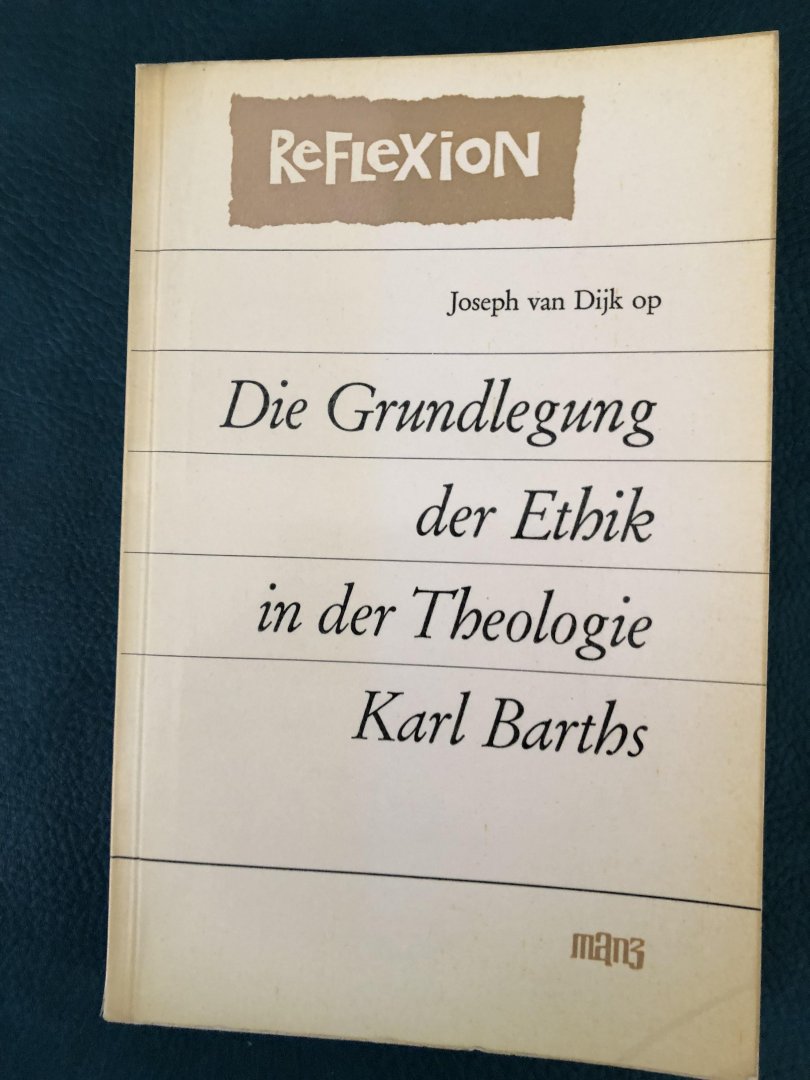 ReFLeXiON
Joseph van Dijk op
Die Grundlegung
der Ethik
in der Theologie
Karl Barths
manz